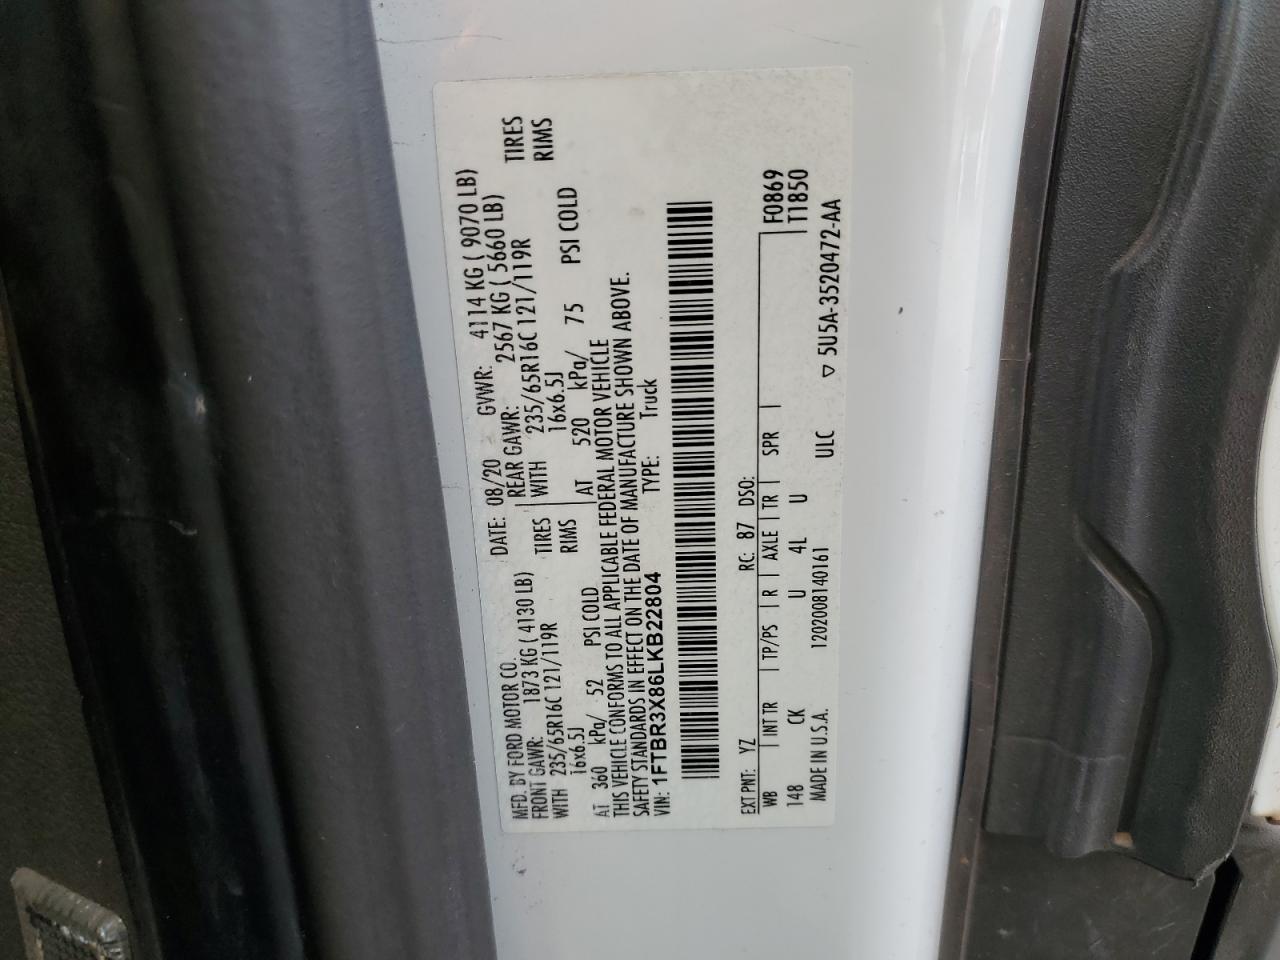 MFD. BY FORD MOTOR CO. DATE: 08/20 GVWR: 4114 KG ( 9070 LB)
FRONT GAWR: 1873 KG ( 4130 LB) REAR GAWR: 2567 KG ( 5660 LB)
WITH 235/65R16C 121/119R TIRES WITH 235/65R16C 121/119R TIRES
16x6.5J RIMS 16x6.5J RIMS
AT 360 kPa/ 52 PSI COLD AT 520 kPa/ 75 PSI COLD
THIS VEHICLE CONFORMS TO ALL APPLICABLE FEDERAL MOTOR VEHICLE
SAFETY STANDARDS IN EFFECT ON THE DATE OF MANUFACTURE SHOWN ABOVE.
VIN: 1FTBR3X86LKB22804 TYPE: Truck
EXT PNT: YZ RC: 87 DSO:
WB INT TR TP/PS R AXLE TR SPR F0869
148 CK U 4L U T1850
MADE IN U.S.A. 1202008140161 ULC ▽ 5U5A-3520472-AA